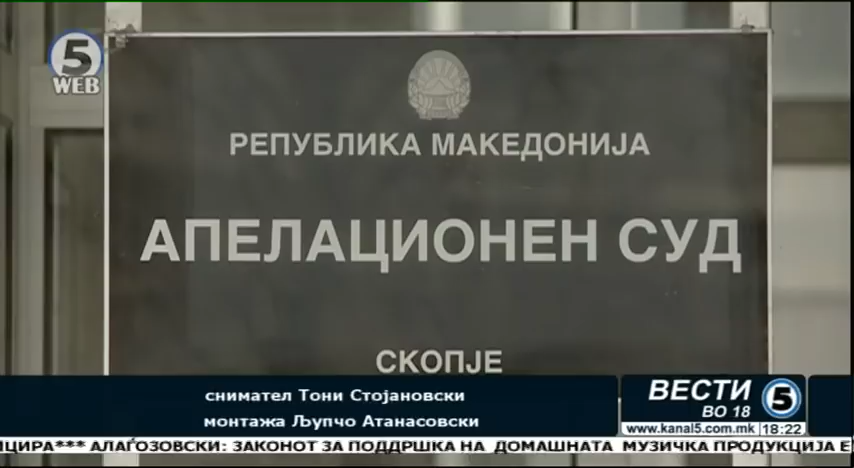 5
WEB
РЕПУБЛИКА МАКЕДОНИЈА
АПЕЛАЦИОНЕН СУД
СКОПЈЕ
снимател Тони Стојановски
монтажа Љупчо Атанасовски
ВЕСТИ 5
ВО 18
www.kanal5.com.mk 18:22
ЦИРА*** АЛАЃОЗОВСКИ: ЗАКОНОТ ЗА ПОДДРШКА НА ДОМАШНАТА МУЗИЧКА ПРОДУКЦИЈА Е